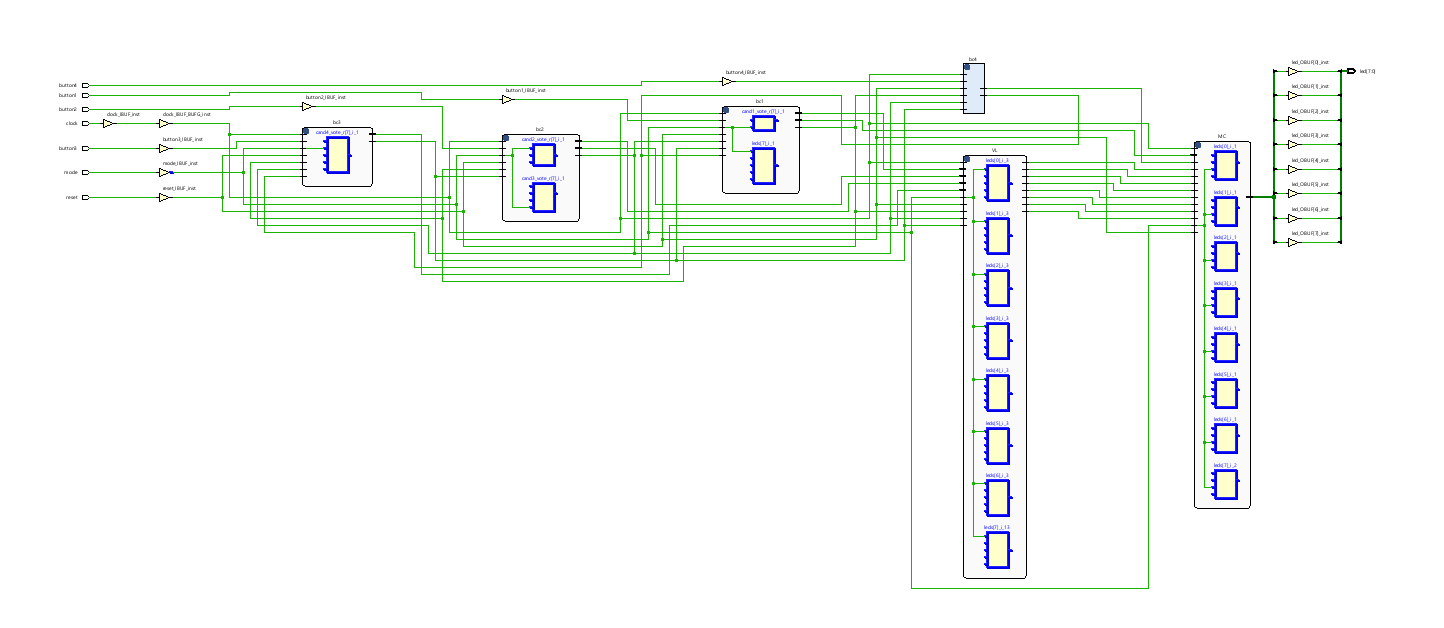 button4
button1
button2
clock
button3
mode
reset
clock_IBUF_inst
clock_IBUF_BUFG_inst
button2_IBUF_inst
button3_IBUF_inst
mode_IBUF_inst
reset_IBUF_inst
bc3
cand4_vote_r[7]_i_1
button1_IBUF_inst
bc2
cand2_vote_r[7]_i_1
cand3_vote_r[7]_i_1
button4_IBUF_inst
bc1
cand1_vote_r[7]_i_1
leds[7]_i_1
bc4
VL
leds[0]_i_3
leds[1]_i_3
leds[2]_i_3
leds[3]_i_3
leds[4]_i_3
leds[5]_i_3
leds[6]_i_3
leds[7]_i_13
MC
leds[0]_i_1
leds[1]_i_1
leds[2]_i_1
leds[3]_i_1
leds[4]_i_1
leds[5]_i_1
leds[6]_i_1
leds[7]_i_2
led_OBUF[0]_inst
led_OBUF[1]_inst
led_OBUF[2]_inst
led_OBUF[3]_inst
led_OBUF[4]_inst
led_OBUF[5]_inst
led_OBUF[6]_inst
led_OBUF[7]_inst
led[7:0]